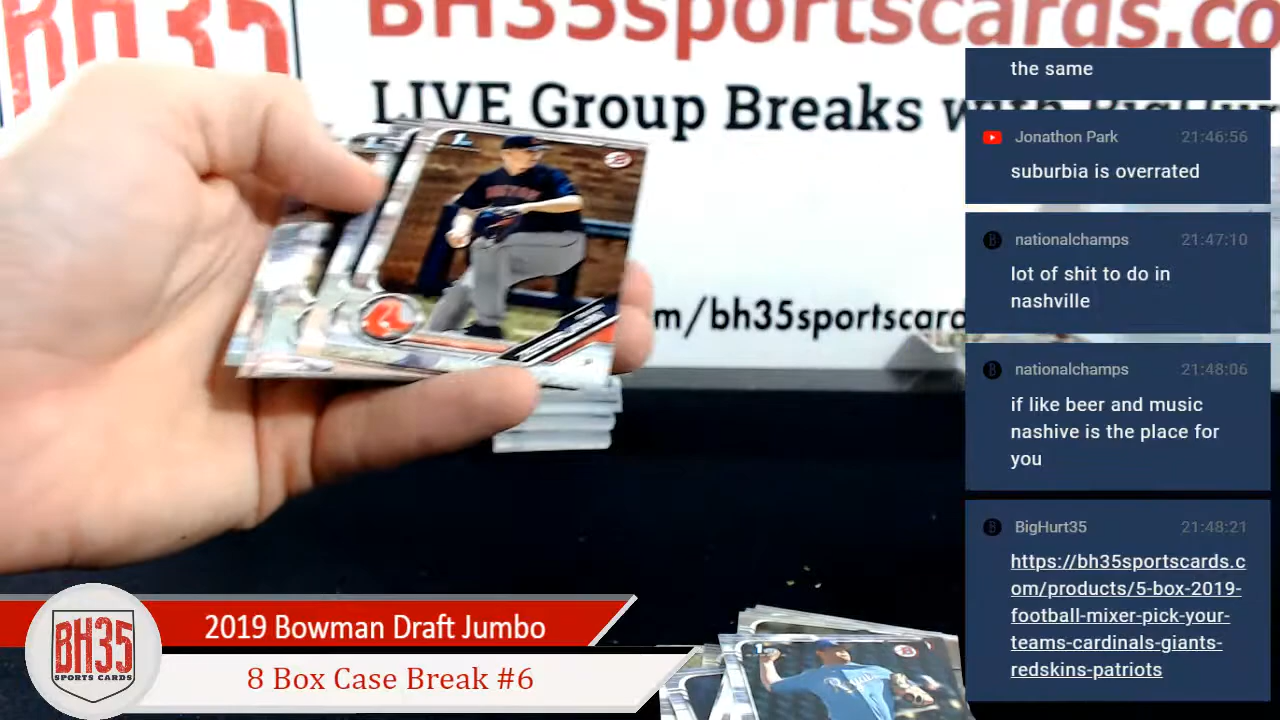 BH35
BH35sportscards.co
LIVE Group Breaks with BigHur
m/bh35sportscard
the same
Jonathon Park 21:46:56
suburbia is overrated
nationalchamps 21:47:10
lot of shit to do in
nashville
nationalchamps 21:48:06
if like beer and music
nashive is the place for
you
BigHurt35 21:48:21
https://bh35sportscards.c
om/products/5-box-2019-
football-mixer-pick-your-
teams-cardinals-giants-
redskins-patriots
BH35
SPORTS CARDS
2019 Bowman Draft Jumbo
8 Box Case Break #6